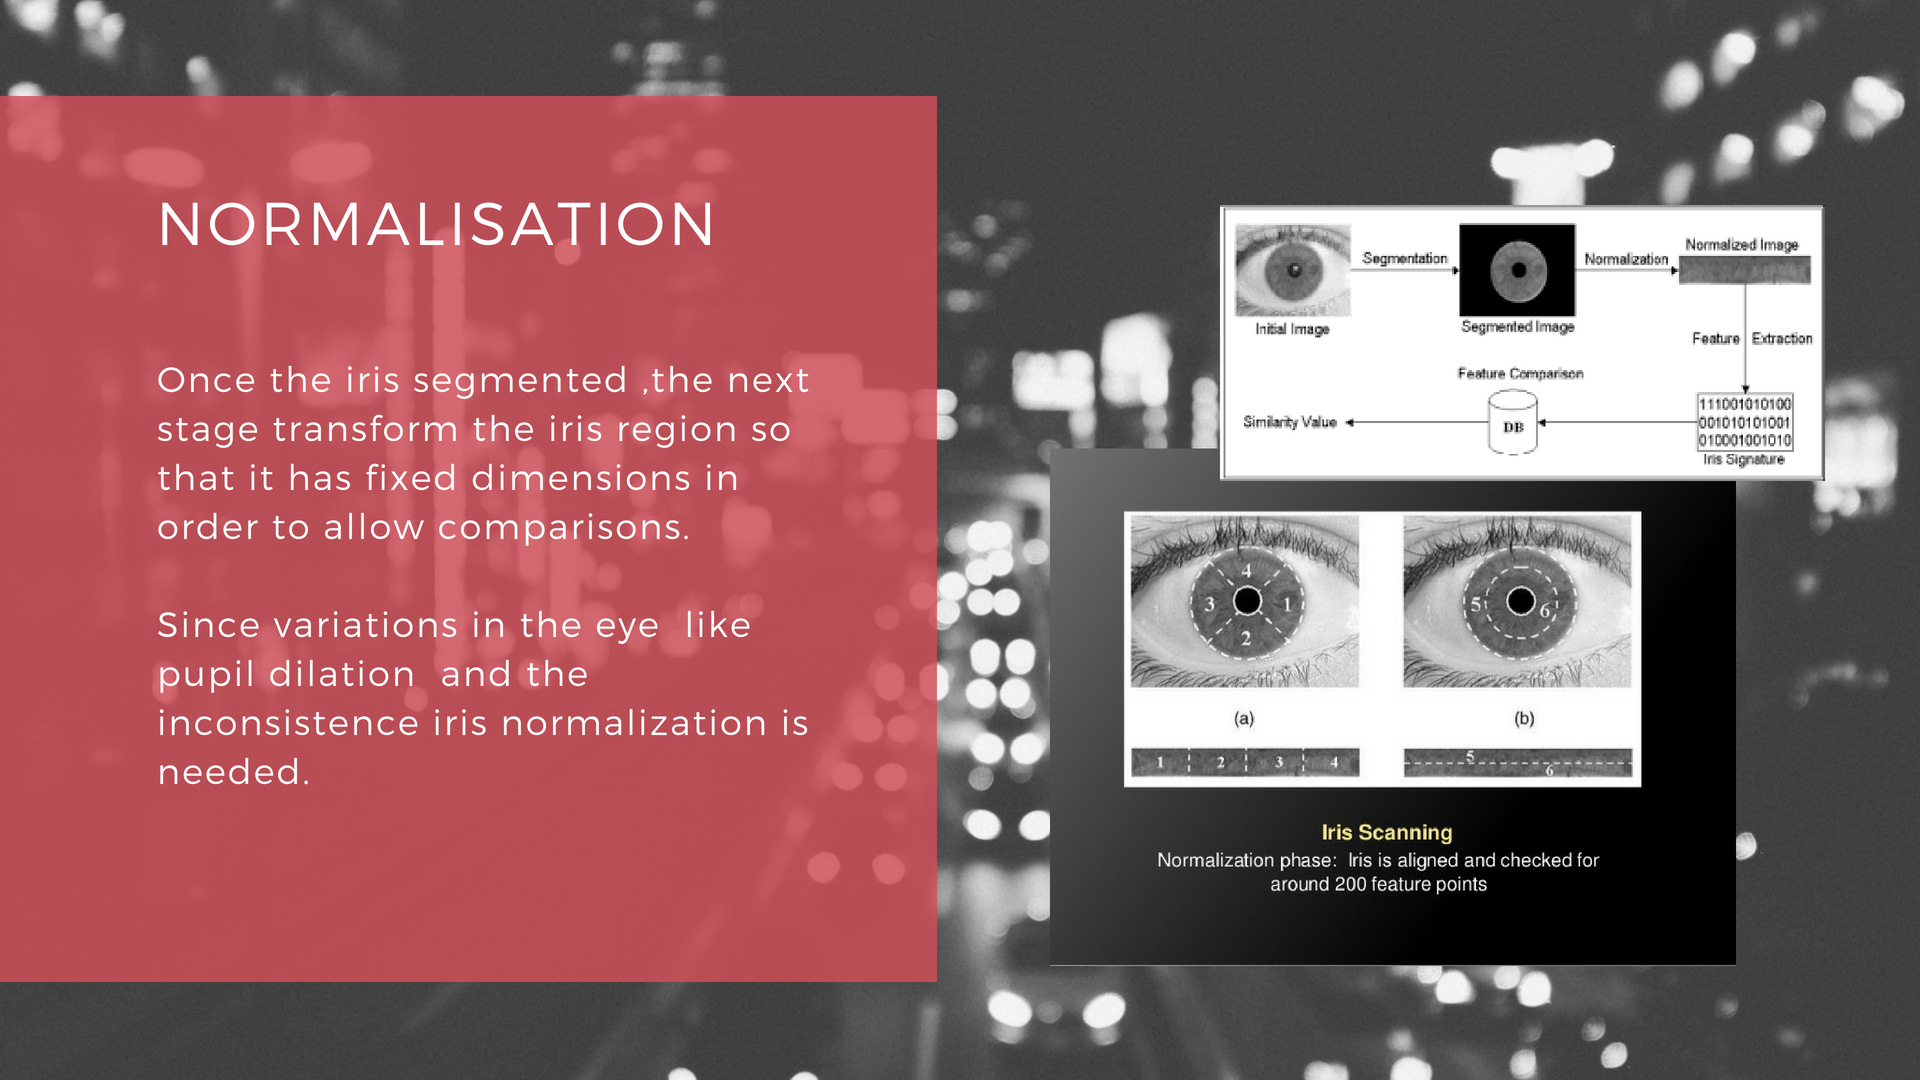 NORMALISATION
Once the iris segmented ,the next
stage transform the iris region so
that it has fixed dimensions in
order to allow comparisons.
Since variations in the eye  like
pupil dilation  and the
inconsistence iris normalization is
needed.
Initial Image
Segmentation
Segmented Image
Normalization
Normalized Image
Feature Extraction
111001010100
001010101001
010001001010
Iris Signature
Feature Comparison
DB
Similarity Value
4
3 1
2
5 6
(a) (b)
1 2 3 4
5
6
Iris Scanning
Normalization phase:  Iris is aligned and checked for
around 200 feature points